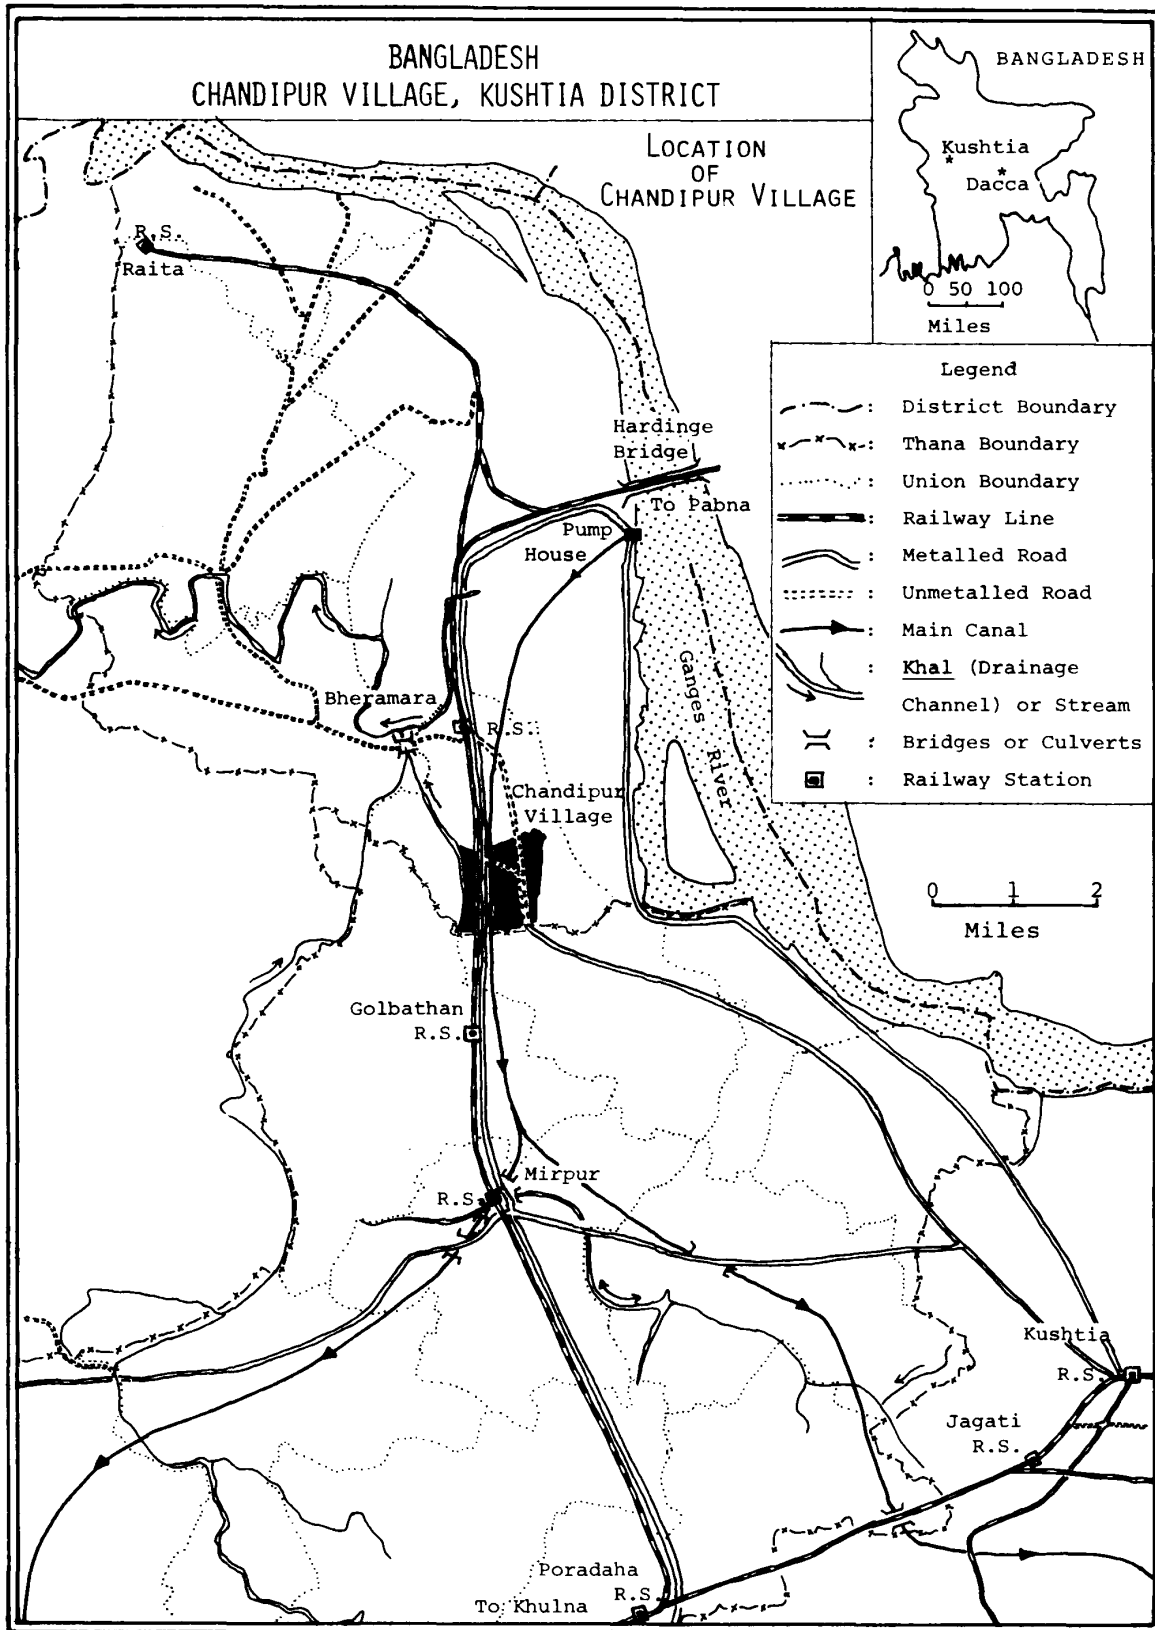 BANGLADESH
CHANDIPUR VILLAGE, KUSHTIA DISTRICT
BANGLADESH
Kushtia
*
*
Dacca
0 50 100
Miles
LOCATION
OF
CHANDIPUR VILLAGE
R.S.
Raita
Legend
: District Boundary
: Thana Boundary
: Union Boundary
: Railway Line
: Metalled Road
: Unmetalled Road
: Main Canal
: Khal (Drainage
Channel) or Stream
: Bridges or Culverts
: Railway Station
Hardinge
Bridge
To Pabna
Pump
House
Ganges River
Bheramara
R.S.
Chandipur
Village
0 1 2
Miles
Golbathan
R.S.
Mirpur
R.S.
Kushtia
R.S.
Jagati
R.S.
Poradaha
R.S.
To Khulna